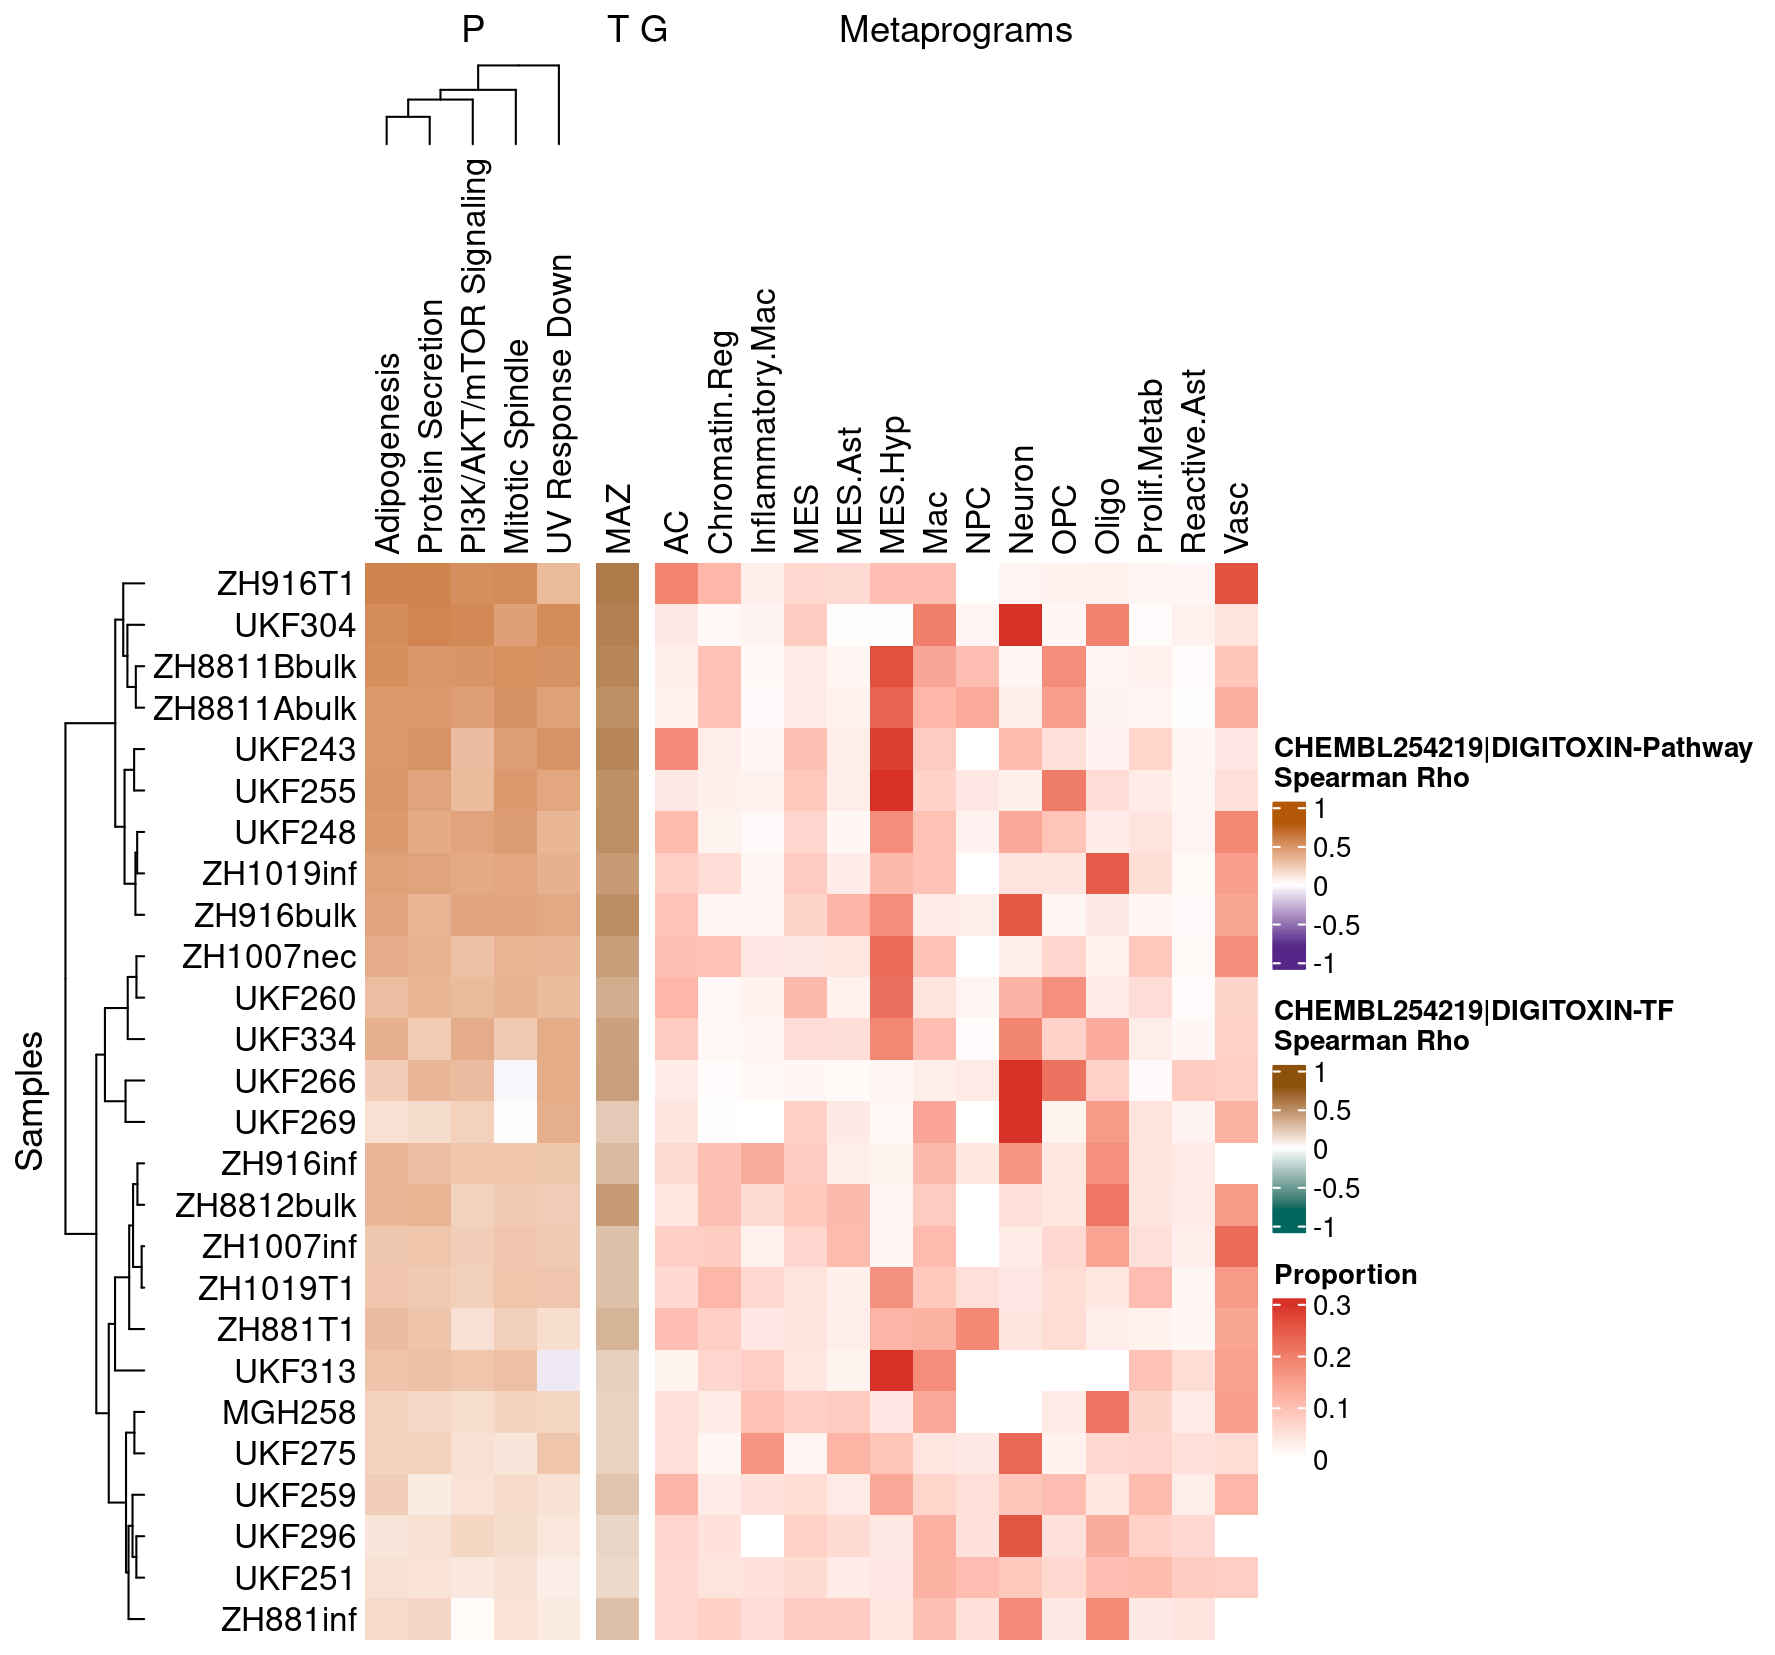 P T G Metaprograms
Adipogenesis
Protein Secretion
PI3K/AKT/mTOR Signaling
Mitotic Spindle
UV Response Down
MAZ
AC
Chromatin.Reg
Inflammatory.Mac
MES
MES.Ast
MES.Hyp
Mac
NPC
Neuron
OPC
Oligo
Prolif.Metab
Reactive.Ast
Vasc
Samples
ZH916T1
UKF304
ZH8811Bbulk
ZH8811Abulk
UKF243
UKF255
UKF248
ZH1019inf
ZH916bulk
ZH1007nec
UKF260
UKF334
UKF266
UKF269
ZH916inf
ZH8812bulk
ZH1007inf
ZH1019T1
ZH881T1
UKF313
MGH258
UKF275
UKF259
UKF296
UKF251
ZH881inf
CHEMBL254219|DIGITOXIN-Pathway
Spearman Rho
1
0.5
0
-0.5
-1
CHEMBL254219|DIGITOXIN-TF
Spearman Rho
1
0.5
0
-0.5
-1
Proportion
0.3
0.2
0.1
0